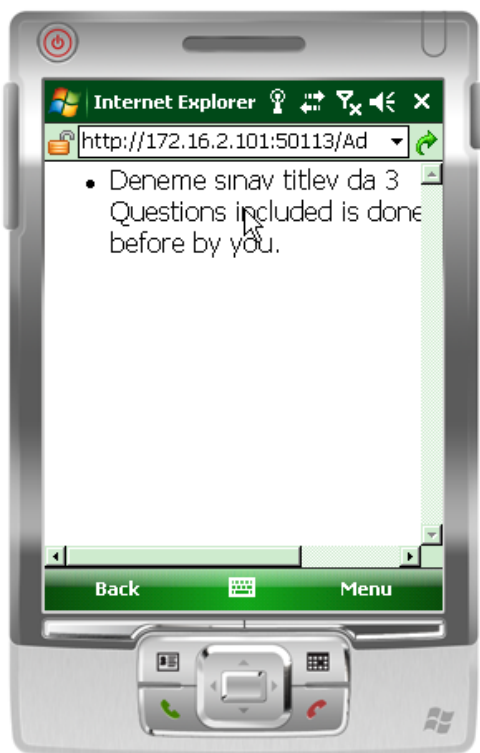 Internet Explorer
http://172.16.2.101:50113/Ad
Deneme sınav titlev da 3
Questions included is done
before by you.
Back Menu